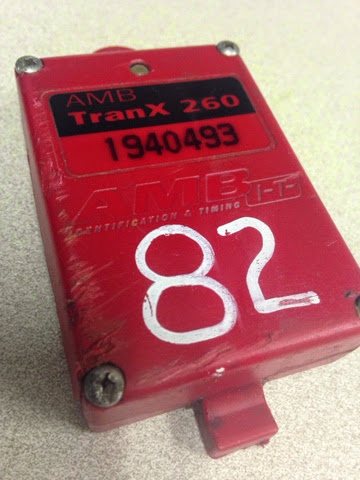 AMB
TranX 260
1940493
AMB i-t
IDENTIFICATION & TIMING
82